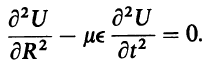 ∂²U/∂R² − μϵ ∂²U/∂t² = 0.